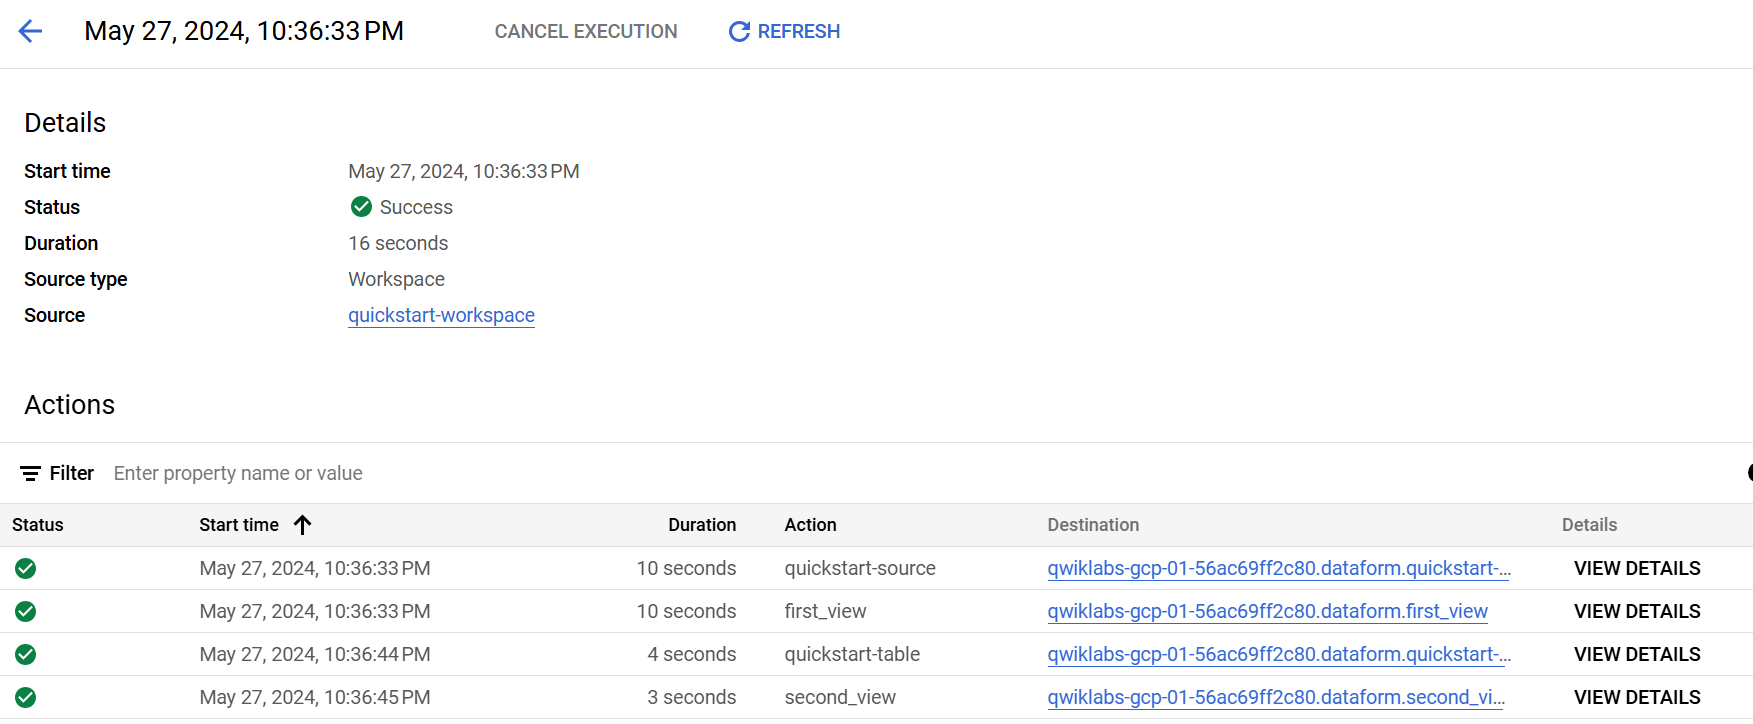 May 27, 2024, 10:36:33 PM CANCEL EXECUTION REFRESH
Details
Start time May 27, 2024, 10:36:33 PM
Status Success
Duration 16 seconds
Source type Workspace
Source quickstart-workspace
Actions
Filter Enter property name or value
Status Start time Duration Action Destination Details
May 27, 2024, 10:36:33 PM 10 seconds quickstart-source qwiklabs-gcp-01-56ac69ff2c80.dataform.quickstart-... VIEW DETAILS
May 27, 2024, 10:36:33 PM 10 seconds first_view qwiklabs-gcp-01-56ac69ff2c80.dataform.first_view VIEW DETAILS
May 27, 2024, 10:36:44 PM 4 seconds quickstart-table qwiklabs-gcp-01-56ac69ff2c80.dataform.quickstart-... VIEW DETAILS
May 27, 2024, 10:36:45 PM 3 seconds second_view qwiklabs-gcp-01-56ac69ff2c80.dataform.second_vi... VIEW DETAILS